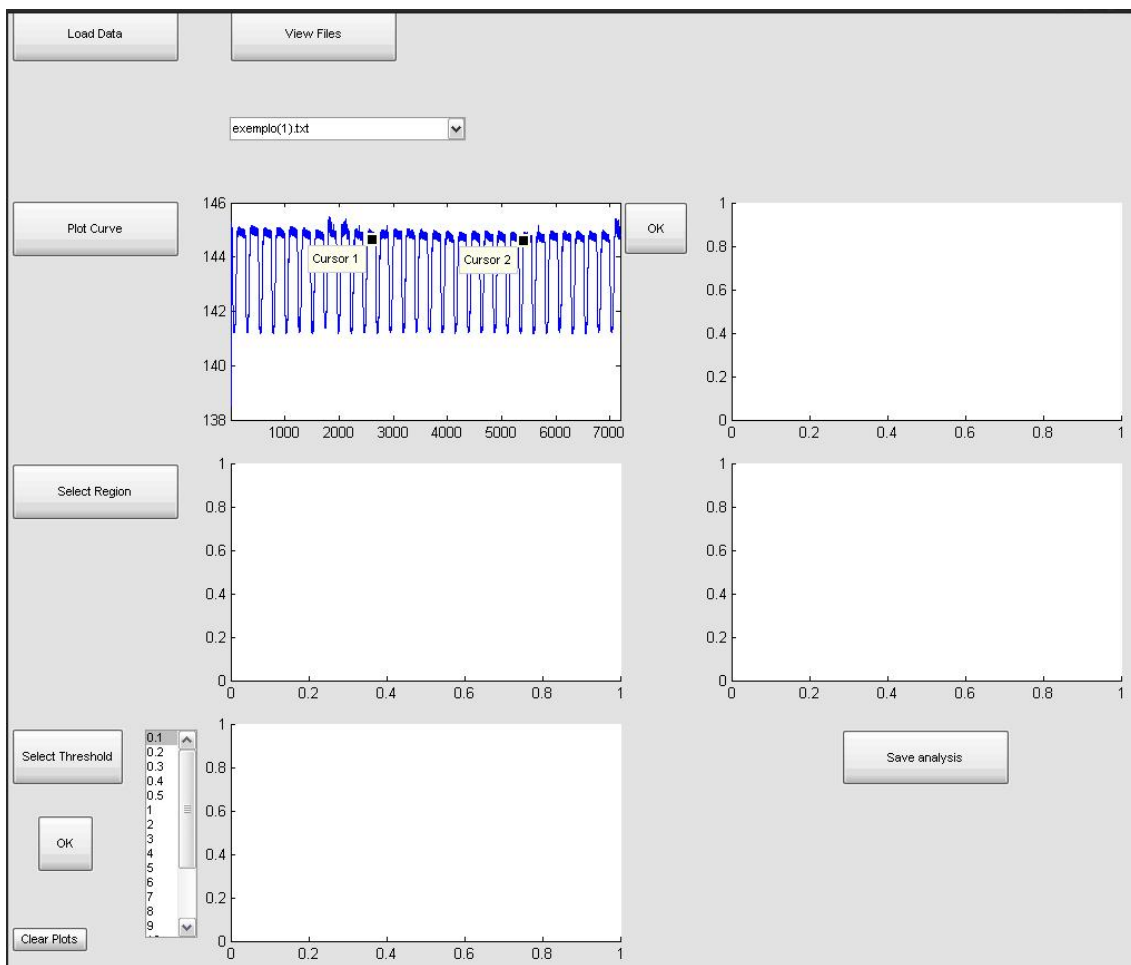 Load Data
View Files
exemplo(1).txt
Plot Curve
146
144
142
140
138
1000 2000 3000 4000 5000 6000 7000
Cursor 1
Cursor 2
OK
1
0.8
0.6
0.4
0.2
0
0 0.2 0.4 0.6 0.8 1
Select Region
1
0.8
0.6
0.4
0.2
0
0 0.2 0.4 0.6 0.8 1
1
0.8
0.6
0.4
0.2
0
0 0.2 0.4 0.6 0.8 1
Select Threshold
0.1
0.2
0.3
0.4
0.5
1
2
3
4
5
6
7
8
9
OK
Clear Plots
1
0.8
0.6
0.4
0.2
0
0 0.2 0.4 0.6 0.8 1
Save analysis